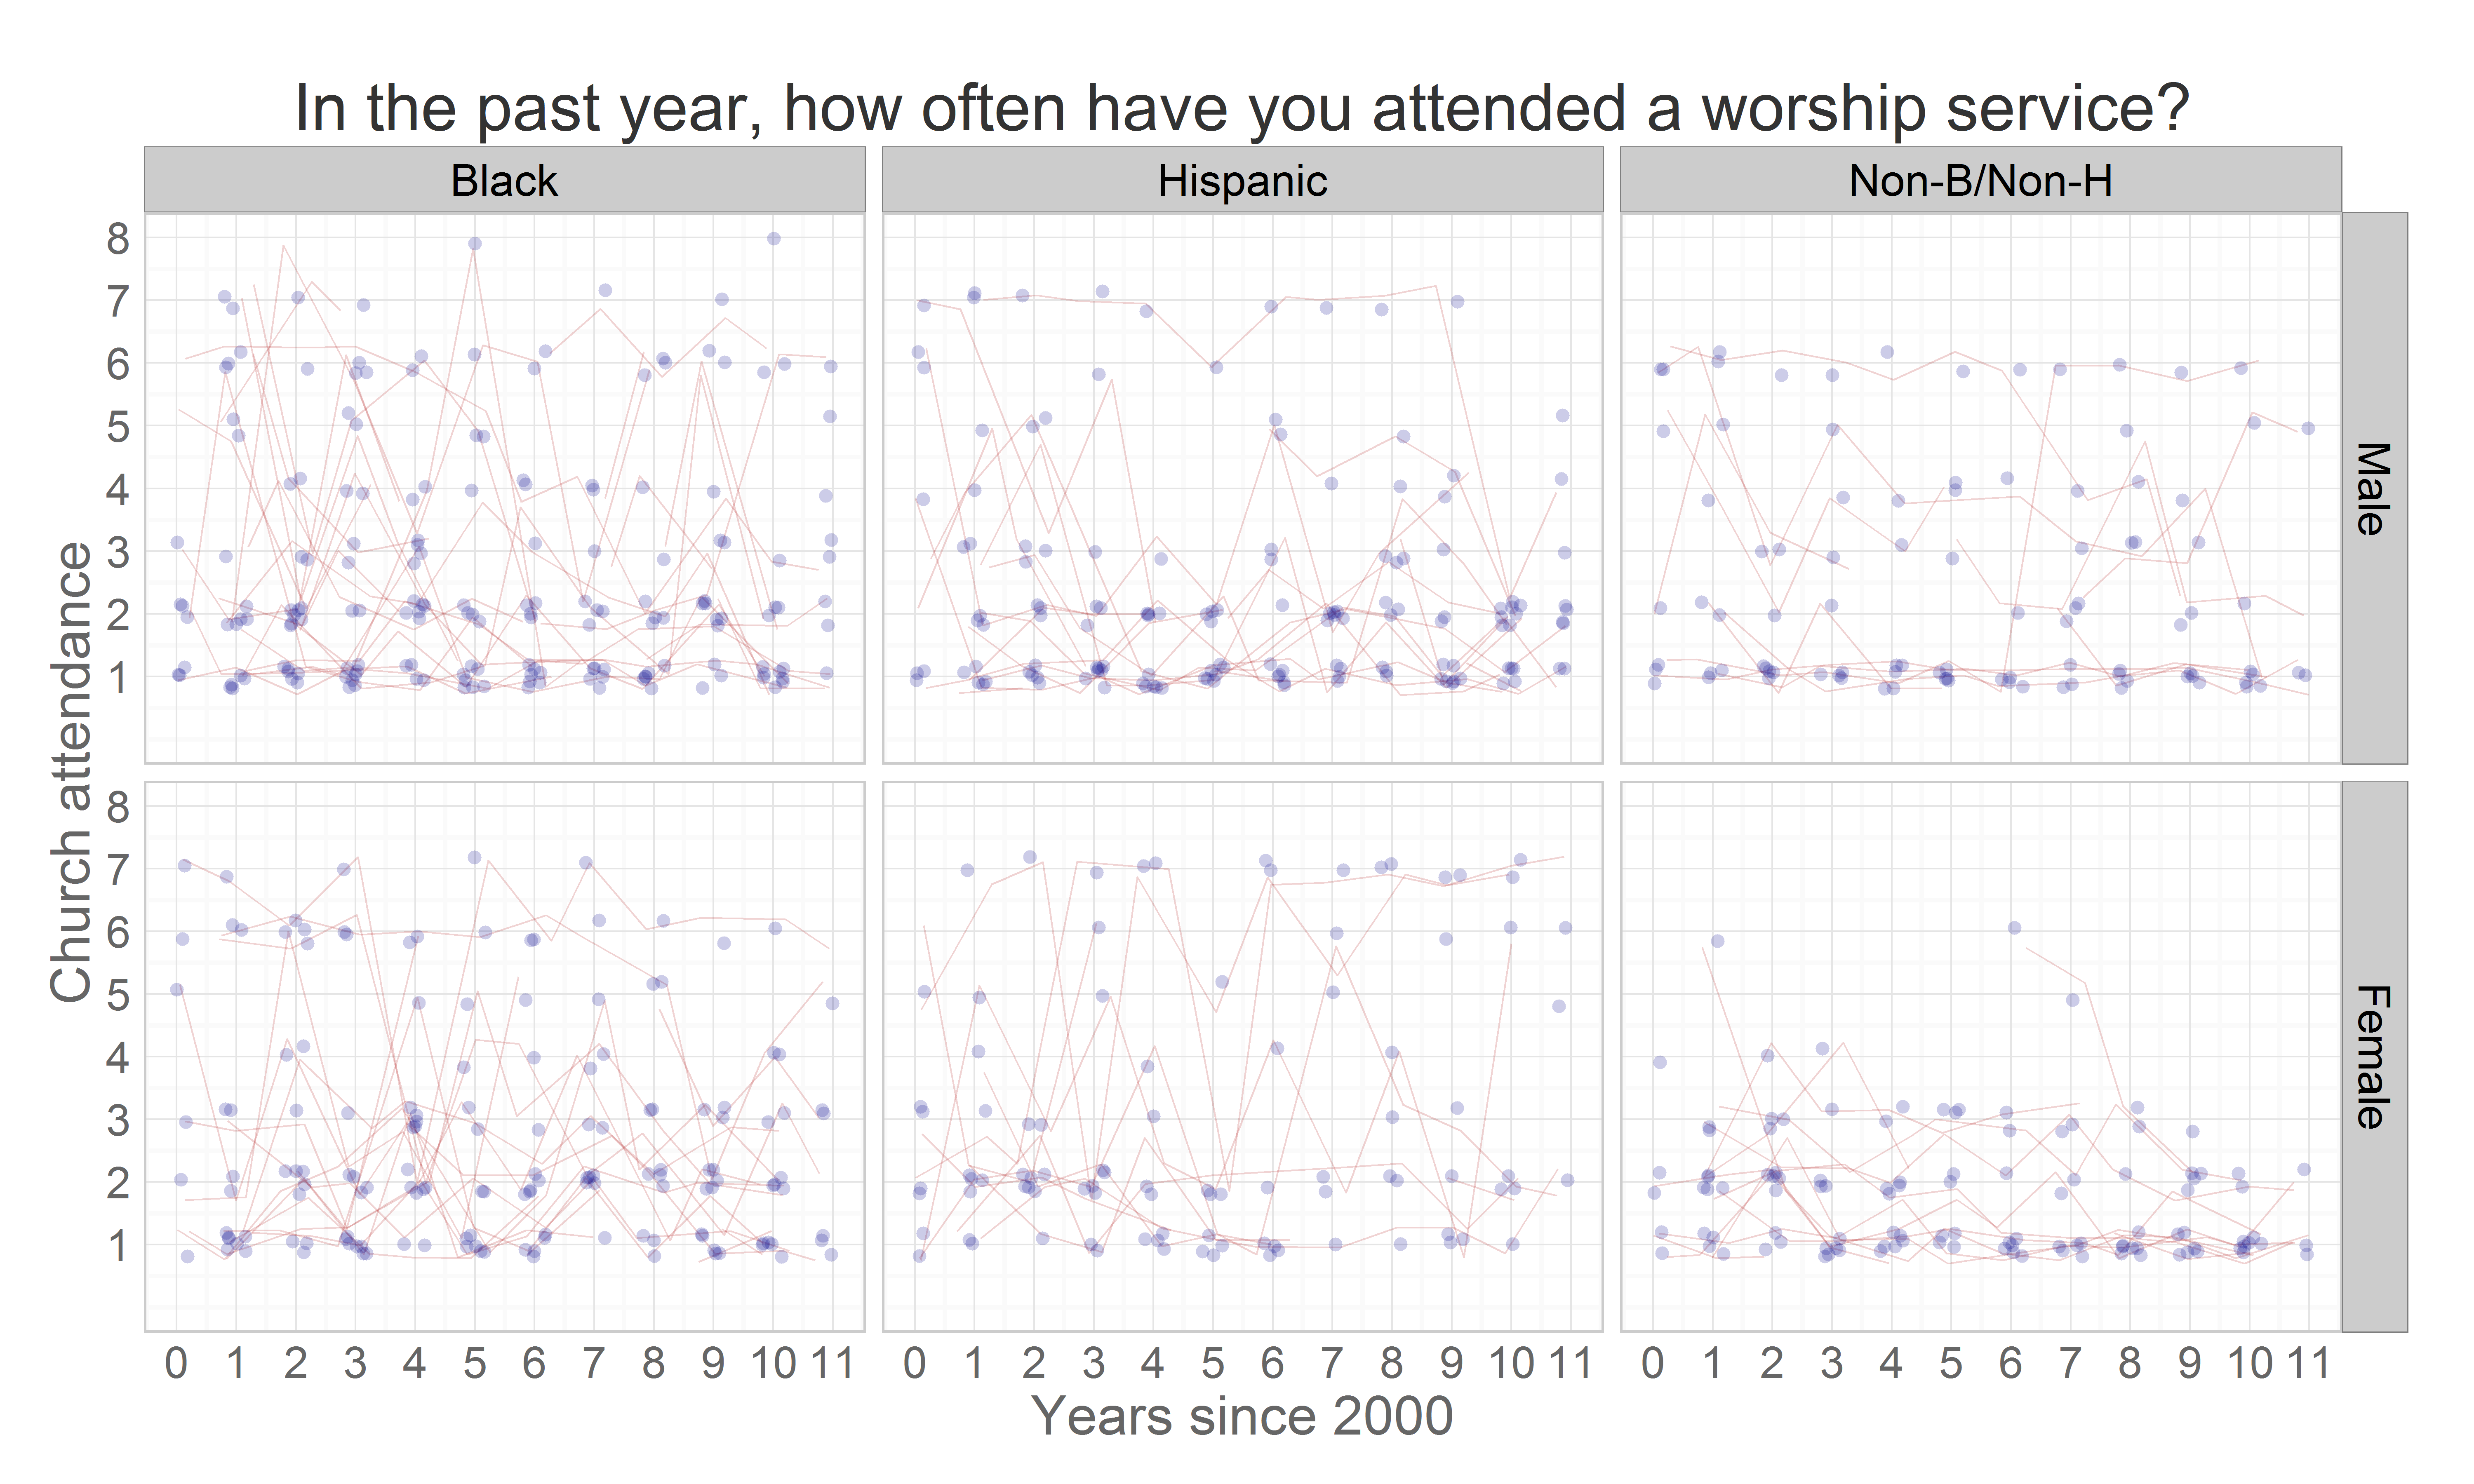 In the past year, how often have you attended a worship service?
Black Hispanic Non-B/Non-H
Church attendance
8
7
6
5
4
3
2
1
Male
8
7
6
5
4
3
2
1
Female
0 1 2 3 4 5 6 7 8 9 10 11 0 1 2 3 4 5 6 7 8 9 10 11 0 1 2 3 4 5 6 7 8 9 10 11
Years since 2000